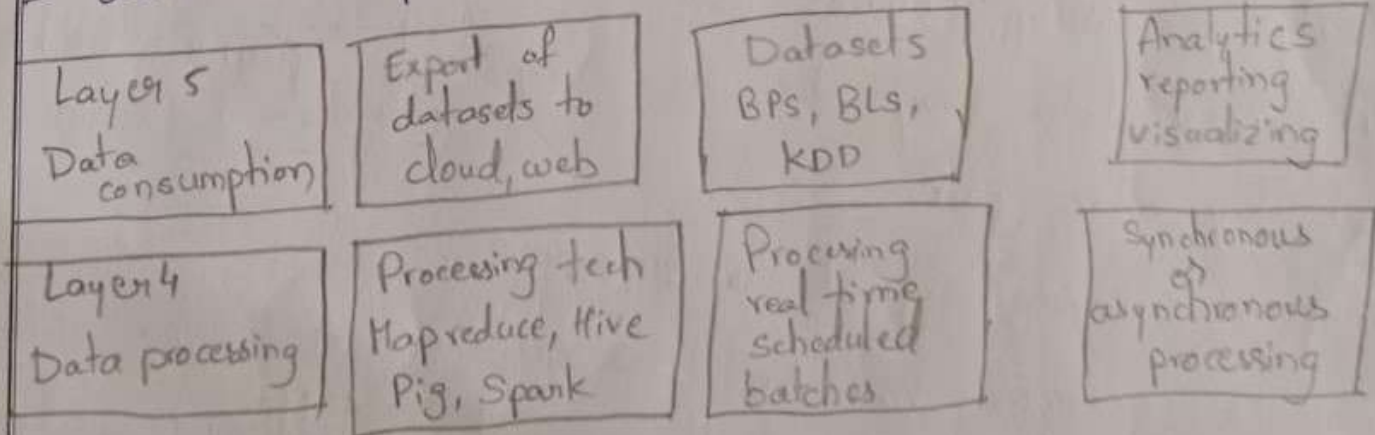 Layer 5
Data
consumption
Export of
datasets to
cloud, web
Datasets
BPS, BLS,
KDD
Analytics
reporting
visualizing
Layer 4
Data processing
Processing tech
Mapreduce, Hive
Pig, Spark
Processing
real time
scheduled
batches
Synchronous
or
asynchronous
processing